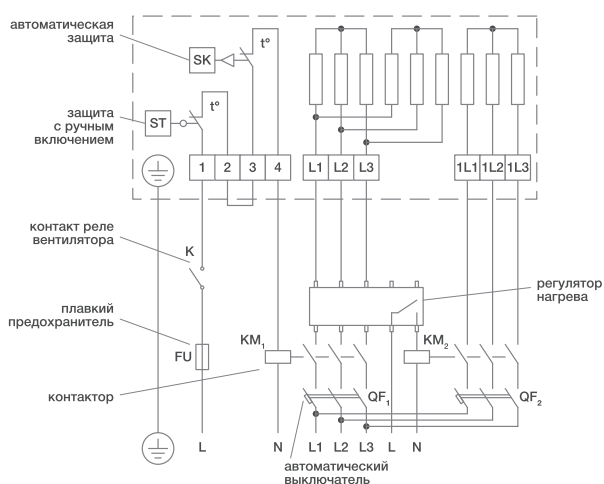 автоматическая
защита
SK
t°
защита
с ручным
включением
ST
t°
1 2 3 4 L1 L2 L3 1L1 1L2 1L3
контакт реле
вентилятора
K
регулятор
нагрева
плавкий
предохранитель
FU
KM1
KM2
контактор
QF1
QF2
L N L1 L2 L3 L N
автоматический
выключатель